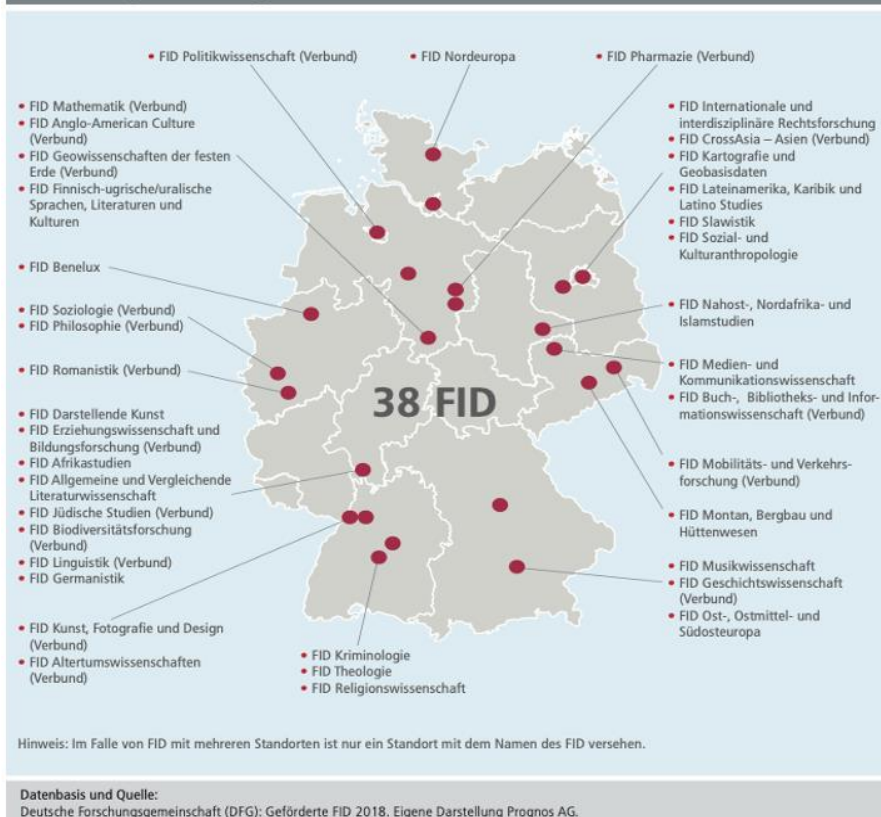 • FID Politikwissenschaft (Verbund)
• FID Nordeuropa
• FID Pharmazie (Verbund)
• FID Mathematik (Verbund)
• FID Anglo-American Culture
(Verbund)
• FID Geowissenschaften der festen
Erde (Verbund)
• FID Finnisch-ugrische/uralische
Sprachen, Literaturen und
Kulturen
• FID Benelux
• FID Soziologie (Verbund)
• FID Philosophie (Verbund)
• FID Romanistik (Verbund)
• FID Darstellende Kunst
• FID Erziehungswissenschaft und
Bildungsforschung (Verbund)
• FID Afrikastudien
• FID Allgemeine und Vergleichende
Literaturwissenschaft
• FID Jüdische Studien (Verbund)
• FID Biodiversitätsforschung
(Verbund)
• FID Linguistik (Verbund)
• FID Germanistik
• FID Kunst, Fotografie und Design
(Verbund)
• FID Altertumswissenschaften
(Verbund)
38 FID
• FID Kriminologie
• FID Theologie
• FID Religionswissenschaft
• FID Internationale und
interdisziplinäre Rechtsforschung
• FID CrossAsia – Asien (Verbund)
• FID Kartografie und
Geobasisdaten
• FID Lateinamerika, Karibik und
Latino Studies
• FID Slawistik
• FID Sozial- und
Kulturanthropologie
• FID Nahost-, Nordafrika- und
Islamstudien
• FID Medien- und
Kommunikationswissenschaft
• FID Buch-, Bibliotheks- und Infor-
mationswissenschaft (Verbund)
• FID Mobilitäts- und Verkehrs-
forschung (Verbund)
• FID Montan, Bergbau und
Hüttenwesen
• FID Musikwissenschaft
• FID Geschichtswissenschaft
(Verbund)
• FID Ost-, Ostmittel- und
Südosteuropa
Hinweis: Im Falle von FID mit mehreren Standorten ist nur ein Standort mit dem Namen des FID versehen.
Datenbasis und Quelle:
Deutsche Forschungsgemeinschaft (DFG): Geförderte FID 2018. Eigene Darstellung Prognos AG.